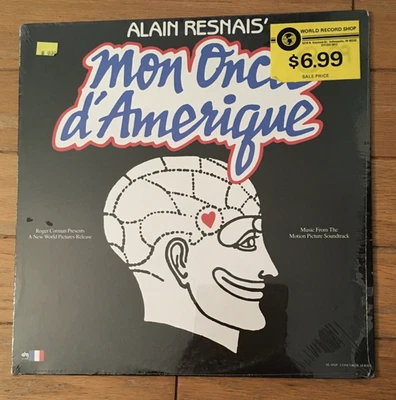 ALAIN RESNAIS'
WORLD RECORD SHOP
$6.99
SALE PRICE
Mon Oncle
d'Amerique
Roger Corman Presents
A New World Pictures Release
Music From The
Motion Picture Soundtrack